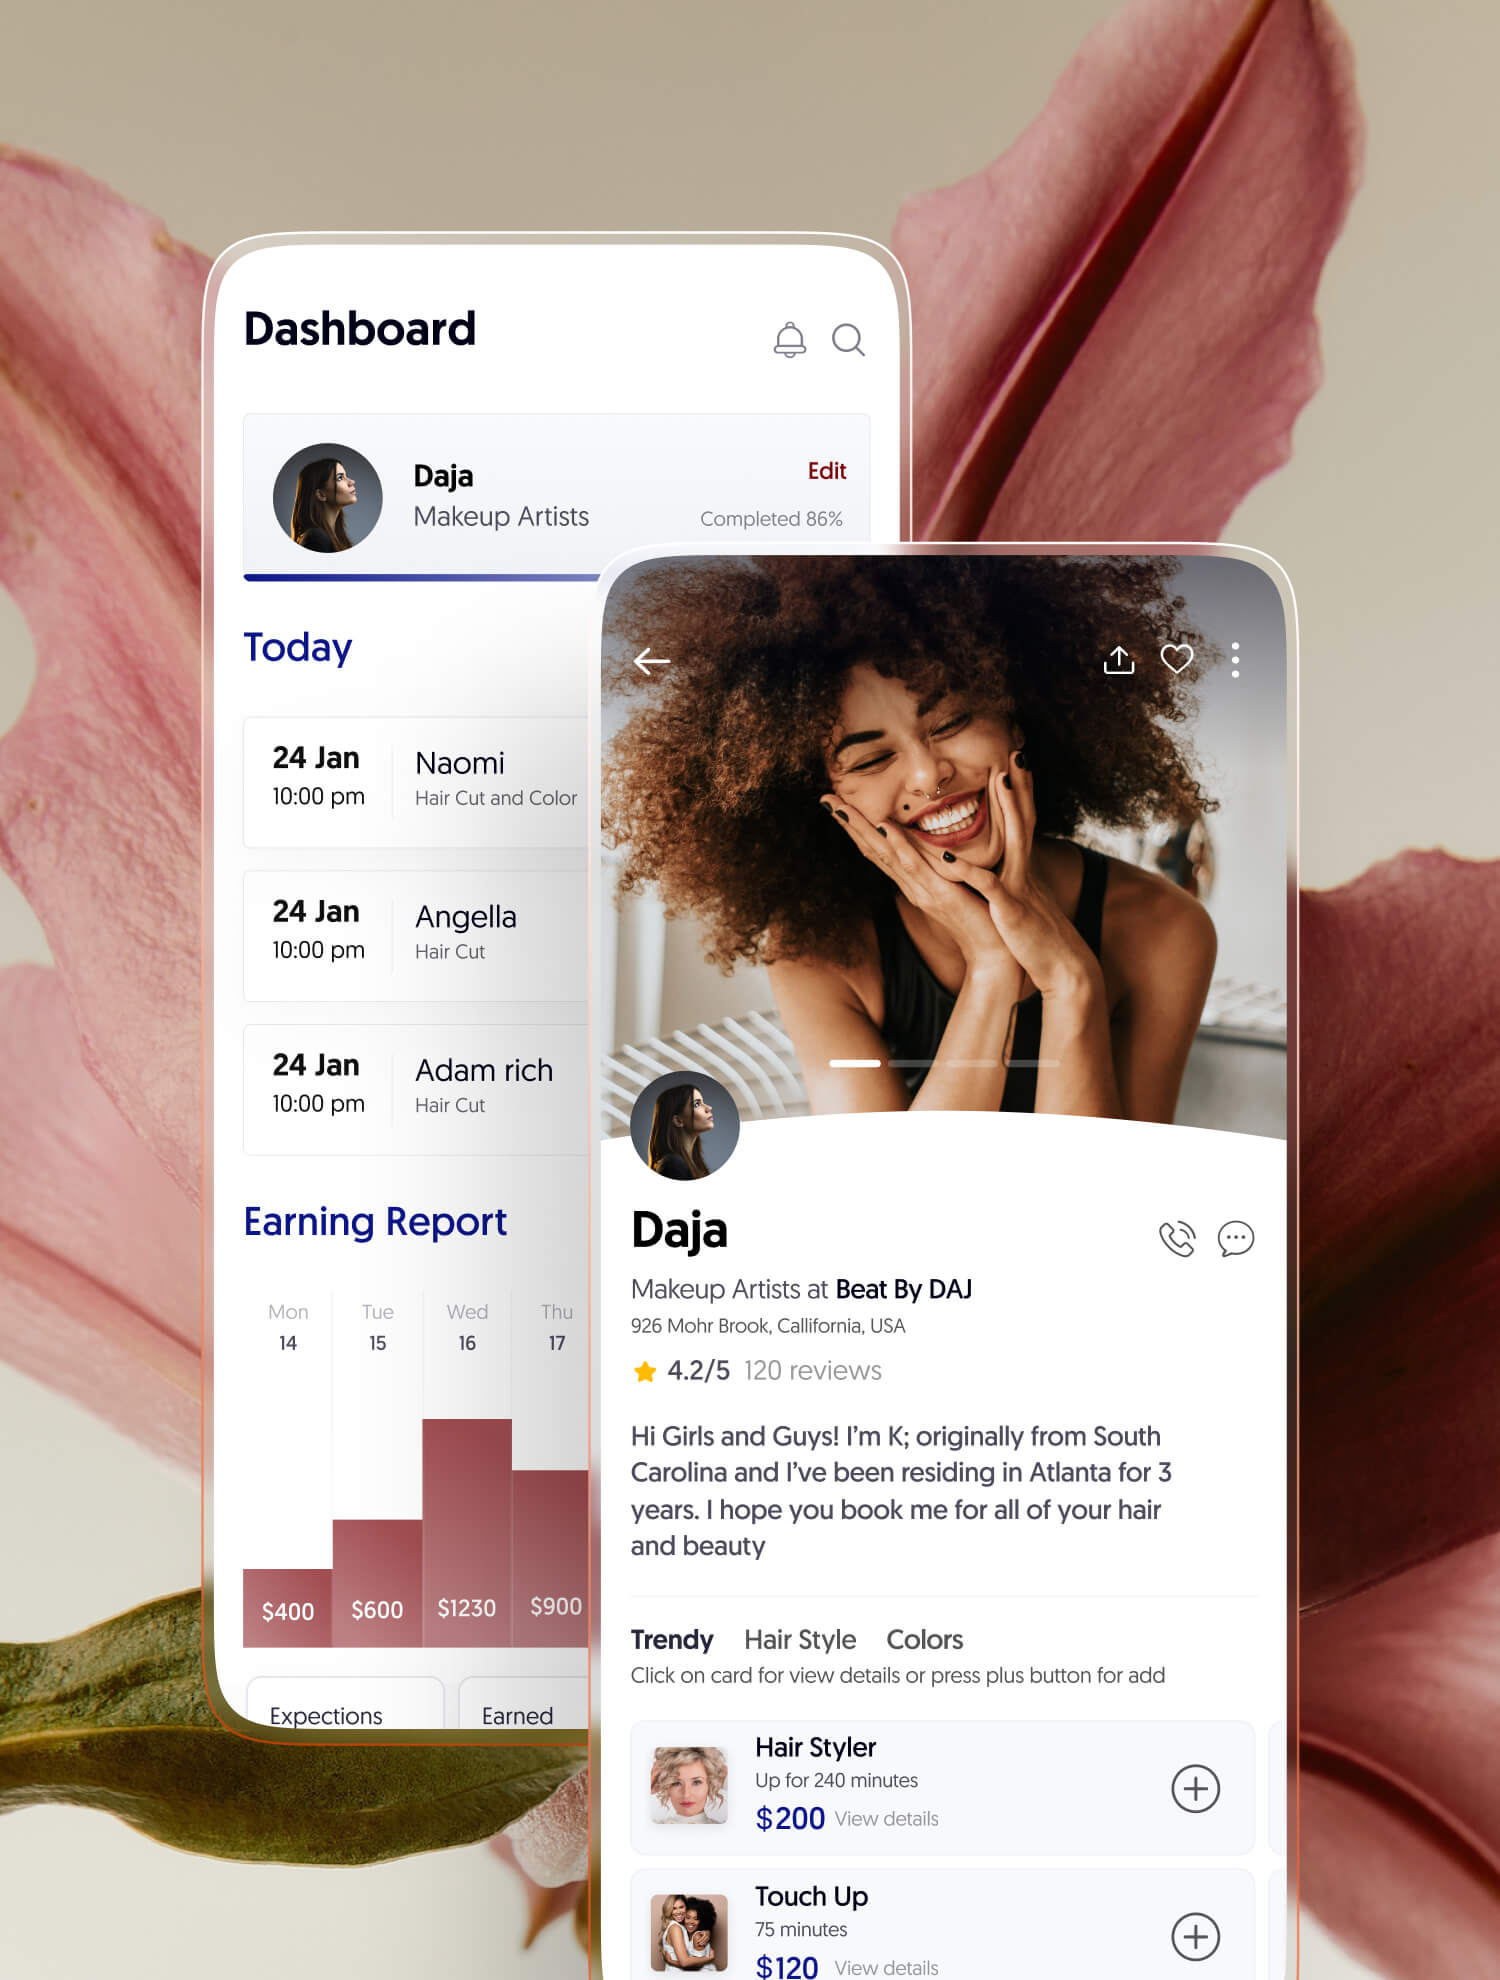 Dashboard
Daja
Makeup Artists
Edit
Completed 86%
Today
24 Jan
10:00 pm
Naomi
Hair Cut and Color
24 Jan
10:00 pm
Angella
Hair Cut
24 Jan
10:00 pm
Adam rich
Hair Cut
Earning Report
Mon Tue Wed Thu
14 15 16 17
$400 $600 $1230 $900
Expections
Earned
Daja
Makeup Artists at Beat By DAJ
926 Mohr Brook, Callifornia, USA
4.2/5 120 reviews
Hi Girls and Guys! I'm K; originally from South
Carolina and I've been residing in Atlanta for 3
years. I hope you book me for all of your hair
and beauty
Trendy Hair Style Colors
Click on card for view details or press plus button for add
Hair Styler
Up for 240 minutes
$200 View details
Touch Up
75 minutes
$120 View details